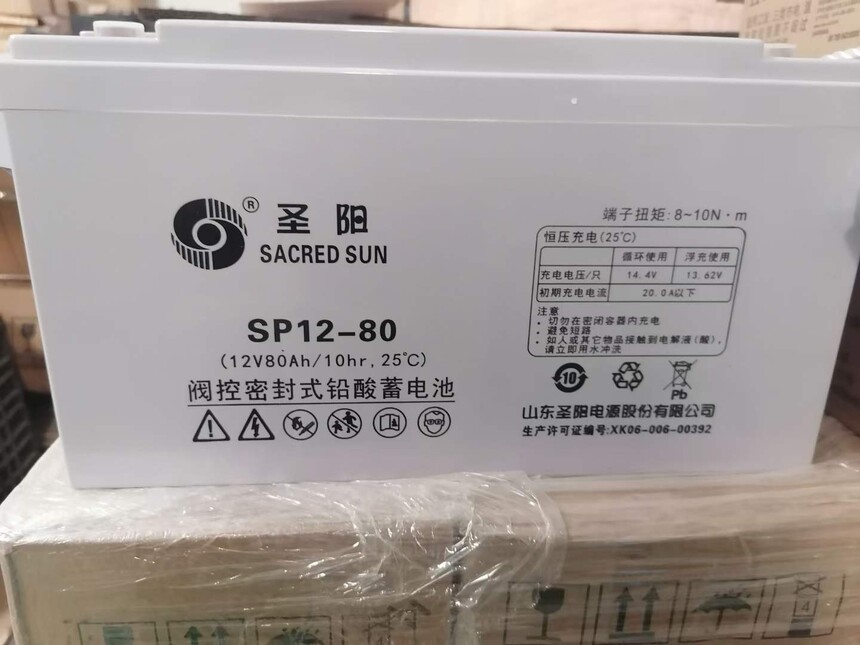 ® 圣阳
SACRED SUN
SP12-80
(12V80Ah/10hr, 25℃)
阀控密封式铅酸蓄电池
端子扭矩: 8~10N·m
恒压充电(25℃)
循环使用 浮充使用
充电电压/只 14.4V 13.62V
初期充电电流 20.0A以下
注意
· 切勿在密闭容器内充电
· 避免短路
· 如人或其它物品接触到电解液(酸),
请立即用水冲洗
10
Pb
山东圣阳电源股份有限公司
生产许可证编号:XK06-006-00392
4